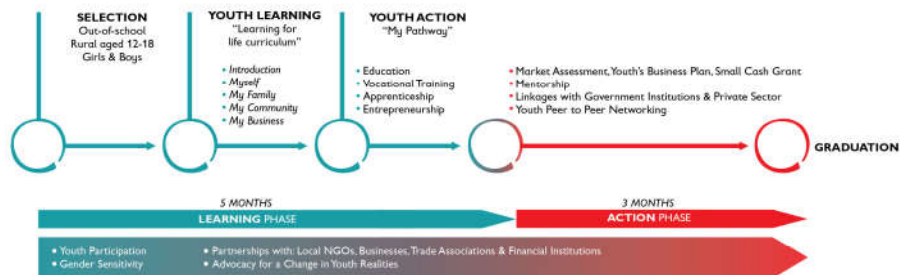 SELECTION
Out-of-school
Rural aged 12-18
Girls & Boys
YOUTH LEARNING
"Learning for
life curriculum"
• Introduction
• Myself
• My Family
• My Community
• My Business
YOUTH ACTION
"My Pathway"
• Education
• Vocational Training
• Apprenticeship
• Entrepreneurship
• Market Assessment, Youth's Business Plan, Small Cash Grant
• Mentorship
• Linkages with Government Institutions & Private Sector
• Youth Peer to Peer Networking
GRADUATION
5 MONTHS
LEARNING PHASE
3 MONTHS
ACTION PHASE
• Youth Participation
• Gender Sensitivity
• Partnerships with: Local NGOs, Businesses, Trade Associations & Financial Institutions
• Advocacy for a Change in Youth Realities